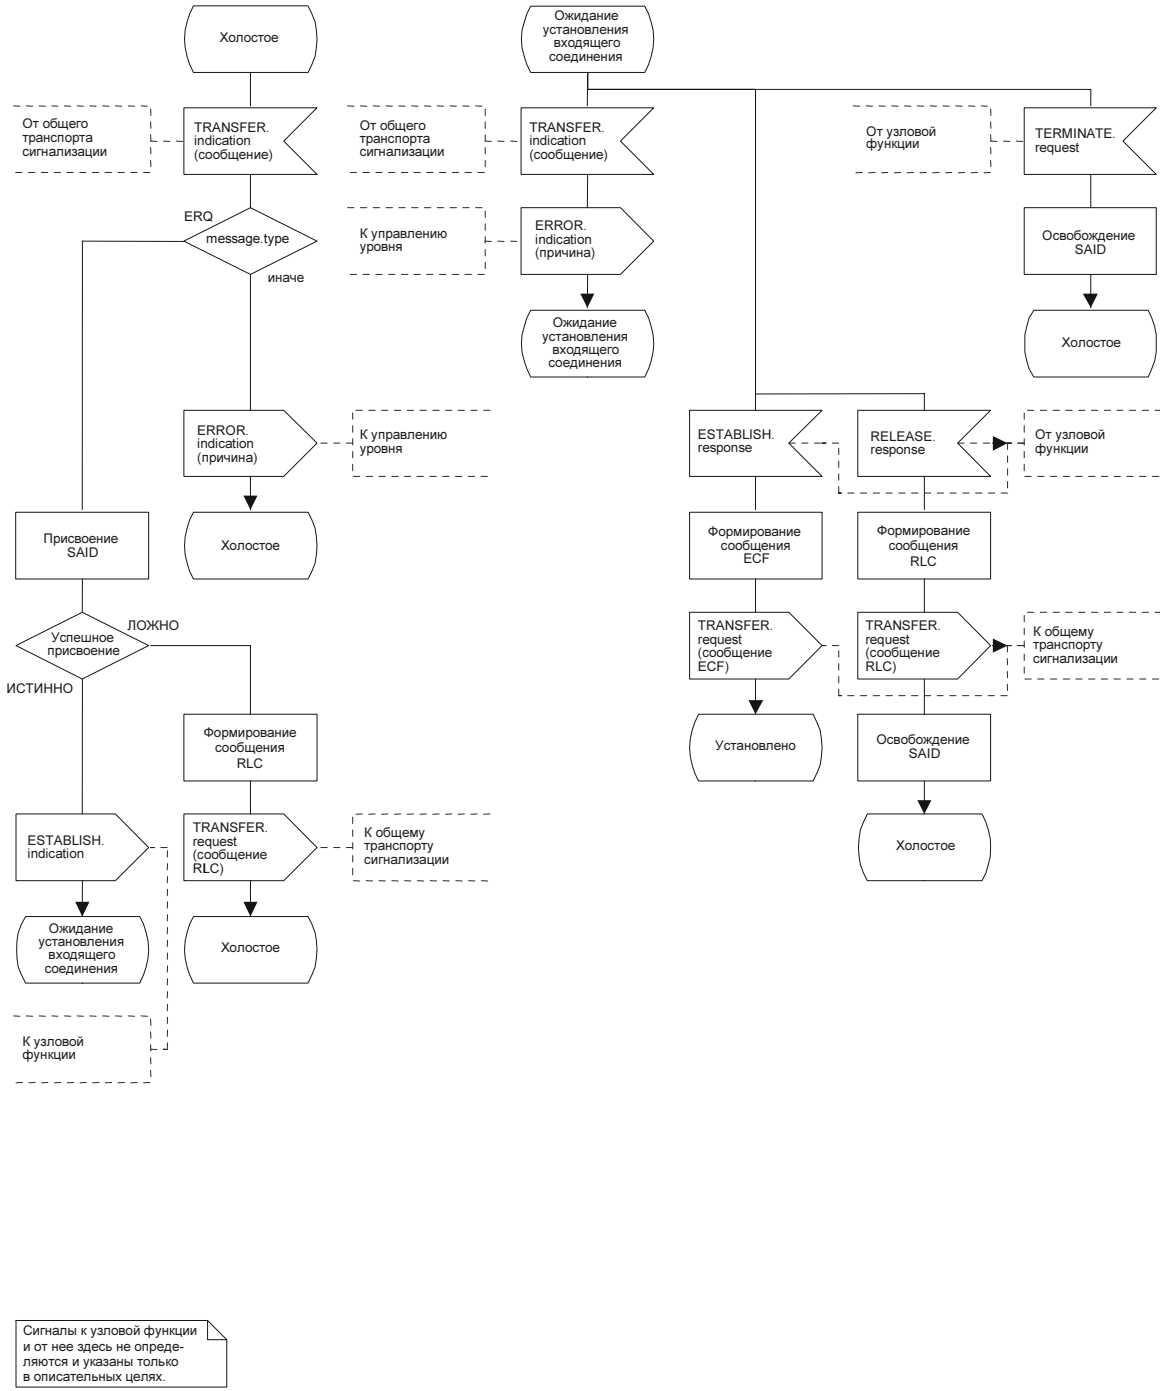 Холостое
Ожидание
установления
входящего
соединения
От общего
транспорта
сигнализации
TRANSFER.
indication
(сообщение)
От общего
транспорта
сигнализации
TRANSFER.
indication
(сообщение)
От узловой
функции
TERMINATE.
request
ERQ
message.type
иначе
К управлению
уровня
ERROR.
indication
(причина)
Освобождение
SAID
Ожидание
установления
входящего
соединения
Холостое
ERROR.
indication
(причина)
К управлению
уровня
ESTABLISH.
response
RELEASE.
response
От узловой
функции
Присвоение
SAID
Холостое
Формирование
сообщения
ECF
Формирование
сообщения
RLC
Успешное
присвоение
ЛОЖНО
ИСТИННО
TRANSFER.
request
(сообщение
ECF)
TRANSFER.
request
(сообщение
RLC)
К общему
транспорту
сигнализации
Формирование
сообщения
RLC
Установлено
Освобождение
SAID
ESTABLISH.
indication
TRANSFER.
request
(сообщение
RLC)
К общему
транспорту
сигнализации
Холостое
Ожидание
установления
входящего
соединения
Холостое
К узловой
функции
Сигналы к узловой функции
и от нее здесь не опреде-
ляются и указаны только
в описательных целях.